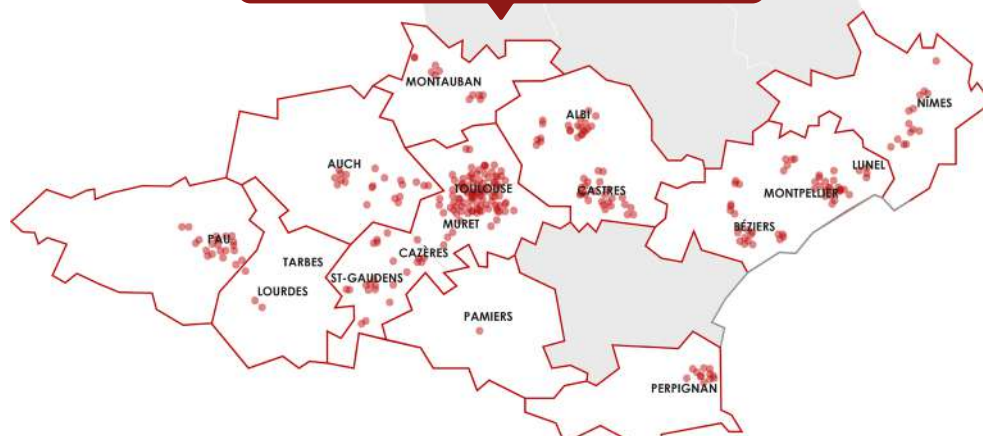 MONTAUBAN
NÎMES
ALBI
AUCH
LUNEL
TOULOUSE
CASTRES
MONTPELLIER
MURET
BÉZIERS
PAU
CAZÈRES
TARBES
ST-GAUDENS
LOURDES
PAMIERS
PERPIGNAN